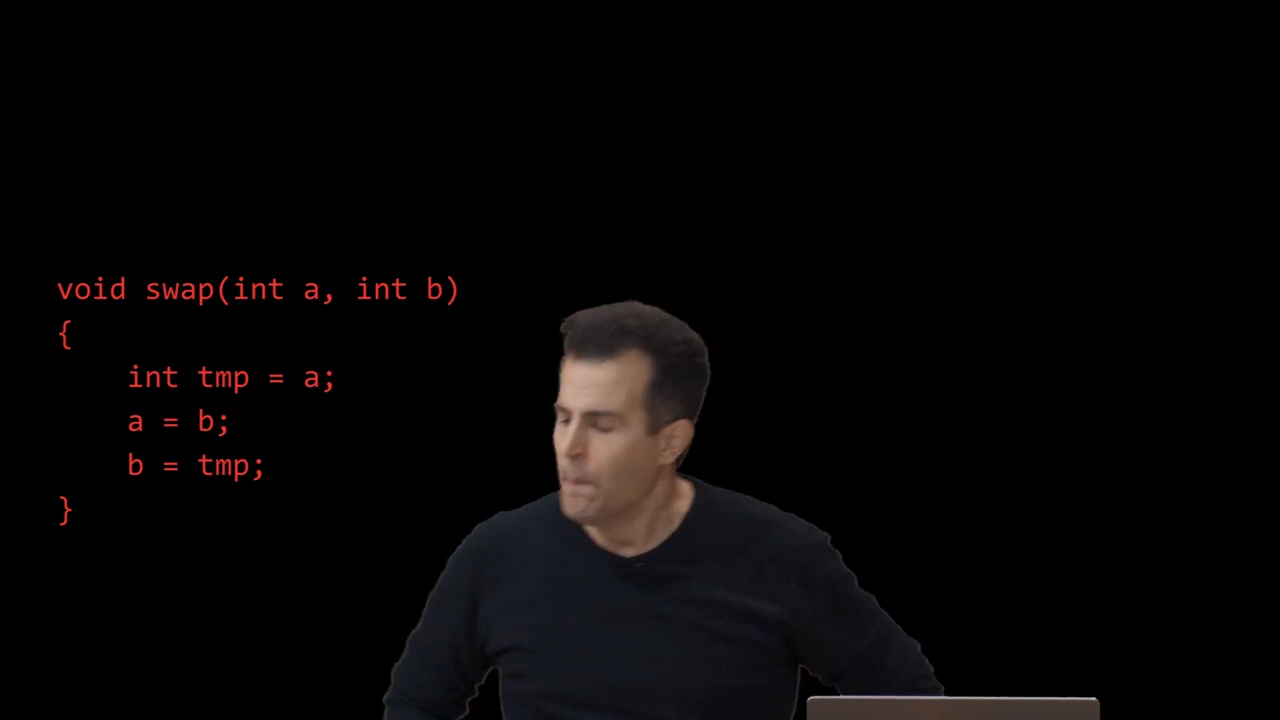 void swap(int a, int b)
{
    int tmp = a;
    a = b;
    b = tmp;
}